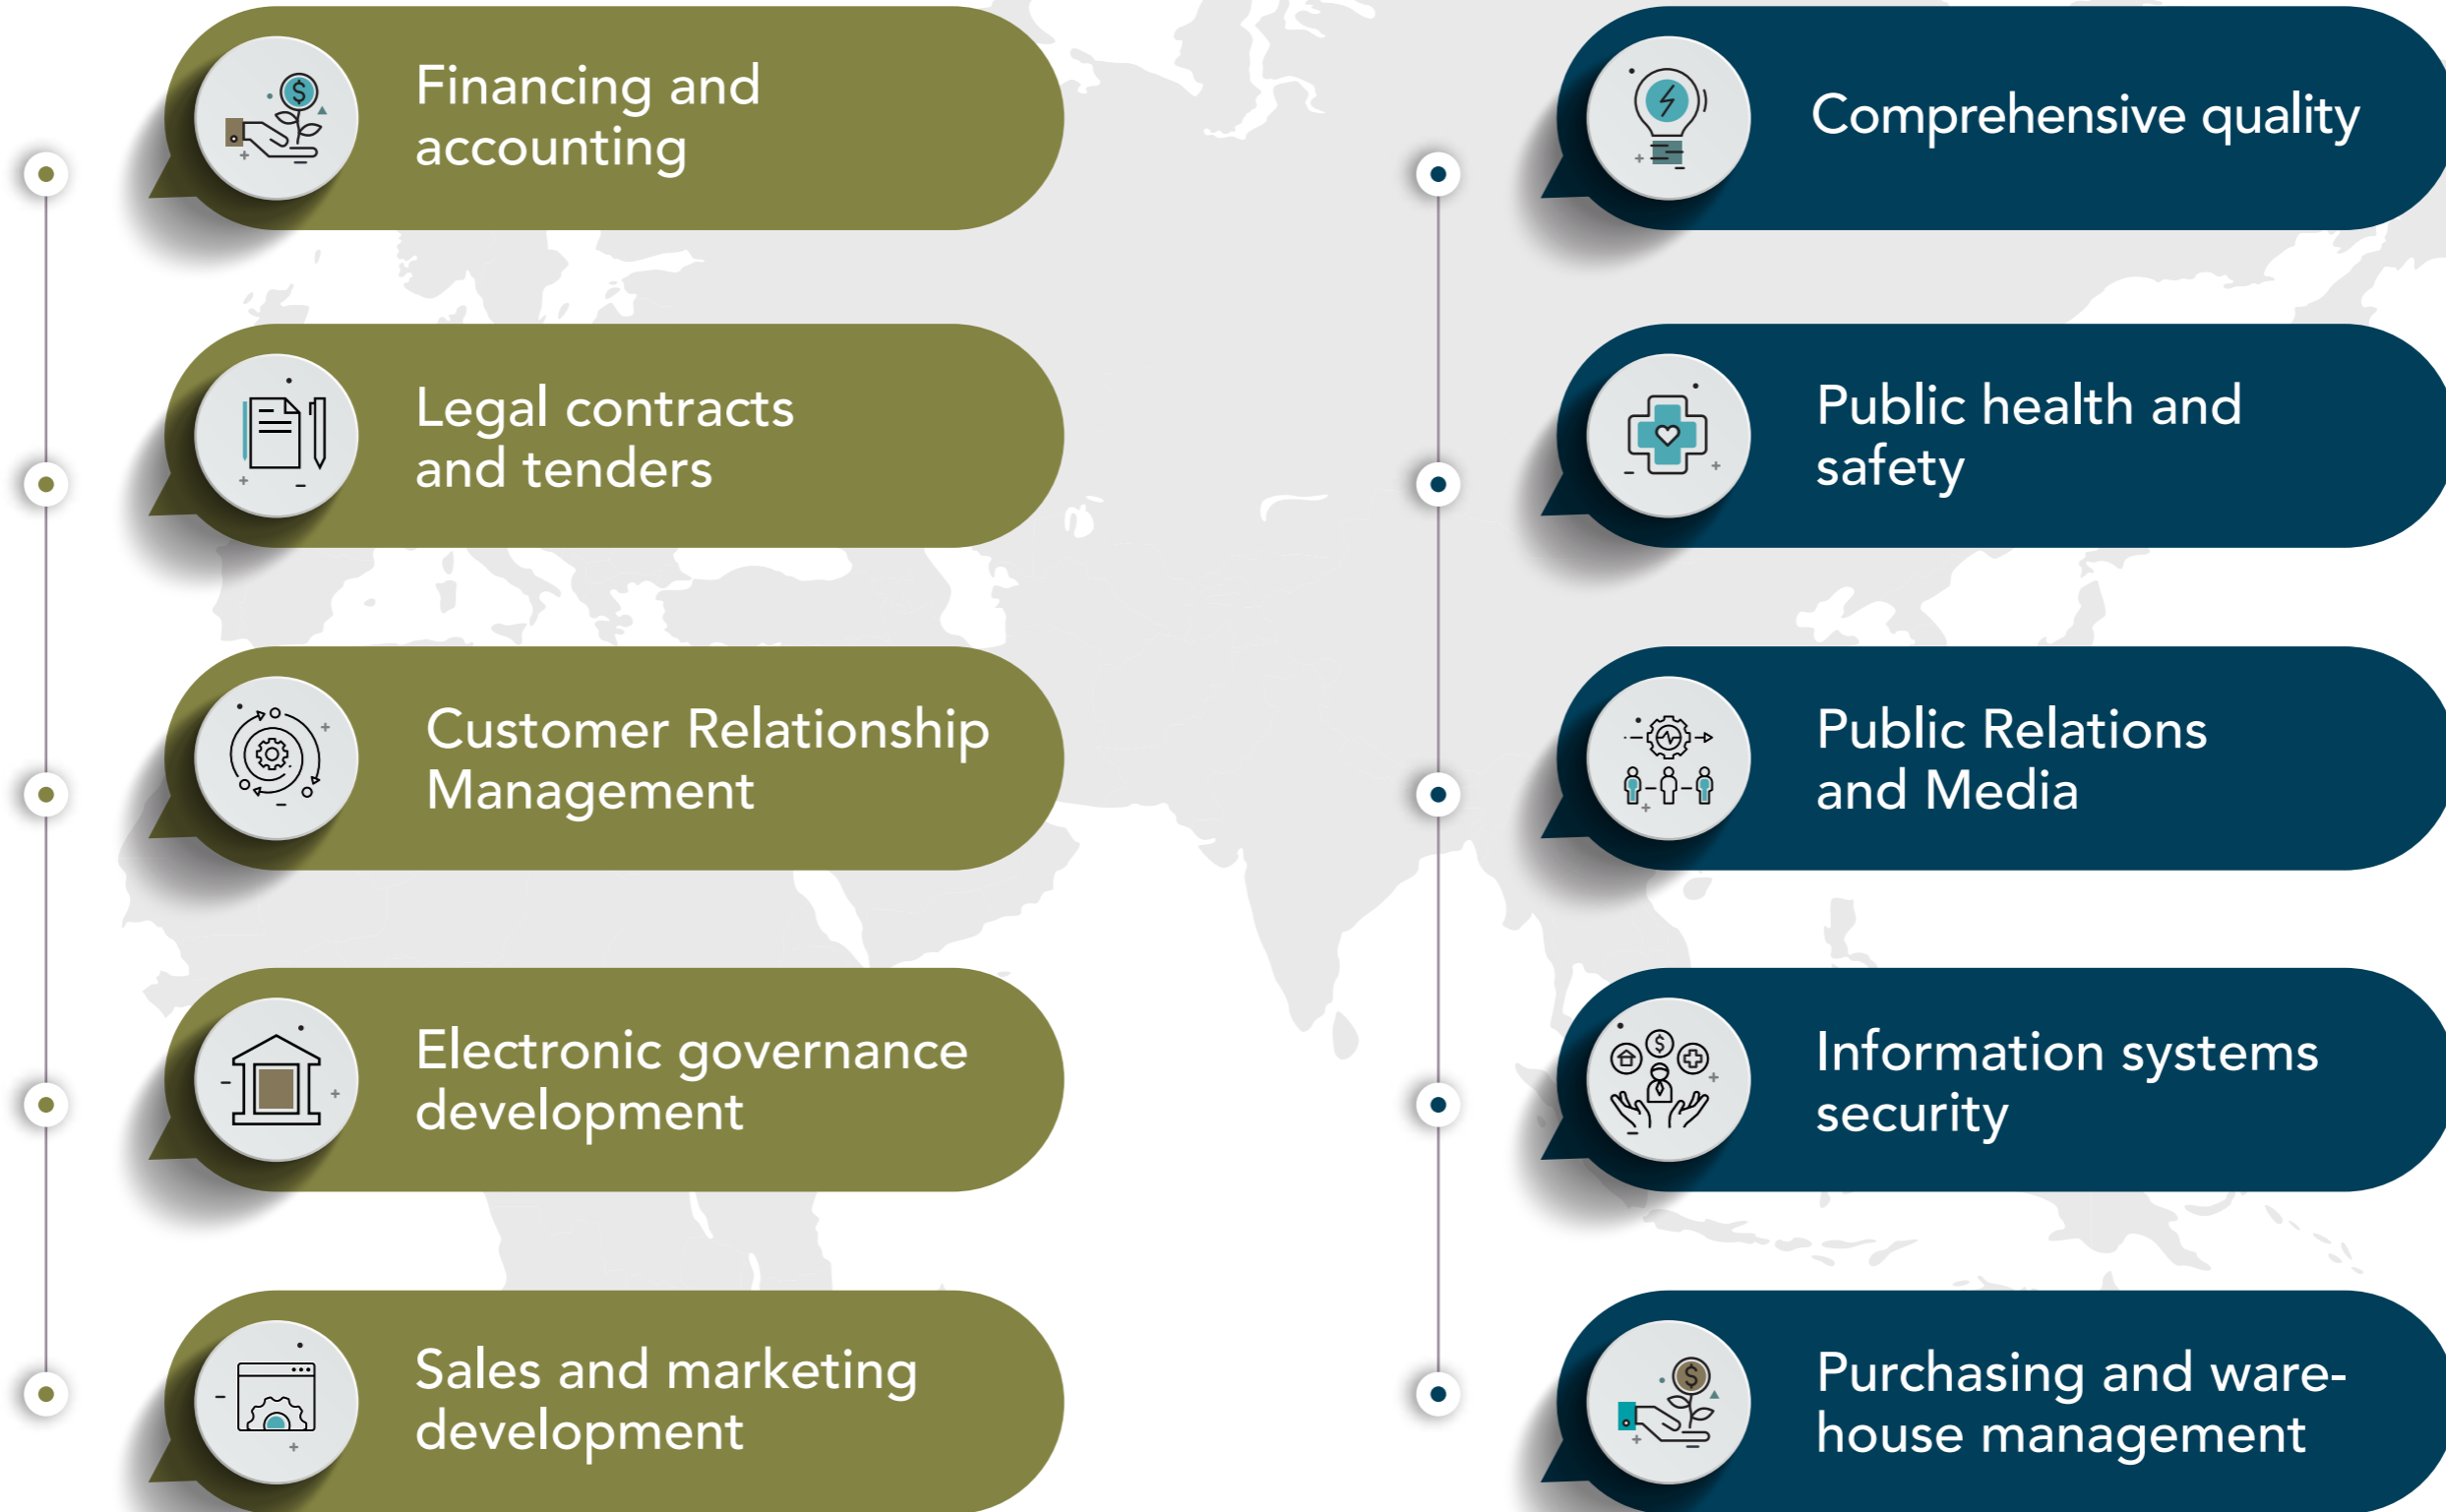 Financing and
accounting
Legal contracts
and tenders
Customer Relationship
Management
Electronic governance
development
Sales and marketing
development
Comprehensive quality
Public health and
safety
Public Relations
and Media
Information systems
security
Purchasing and ware-
house management